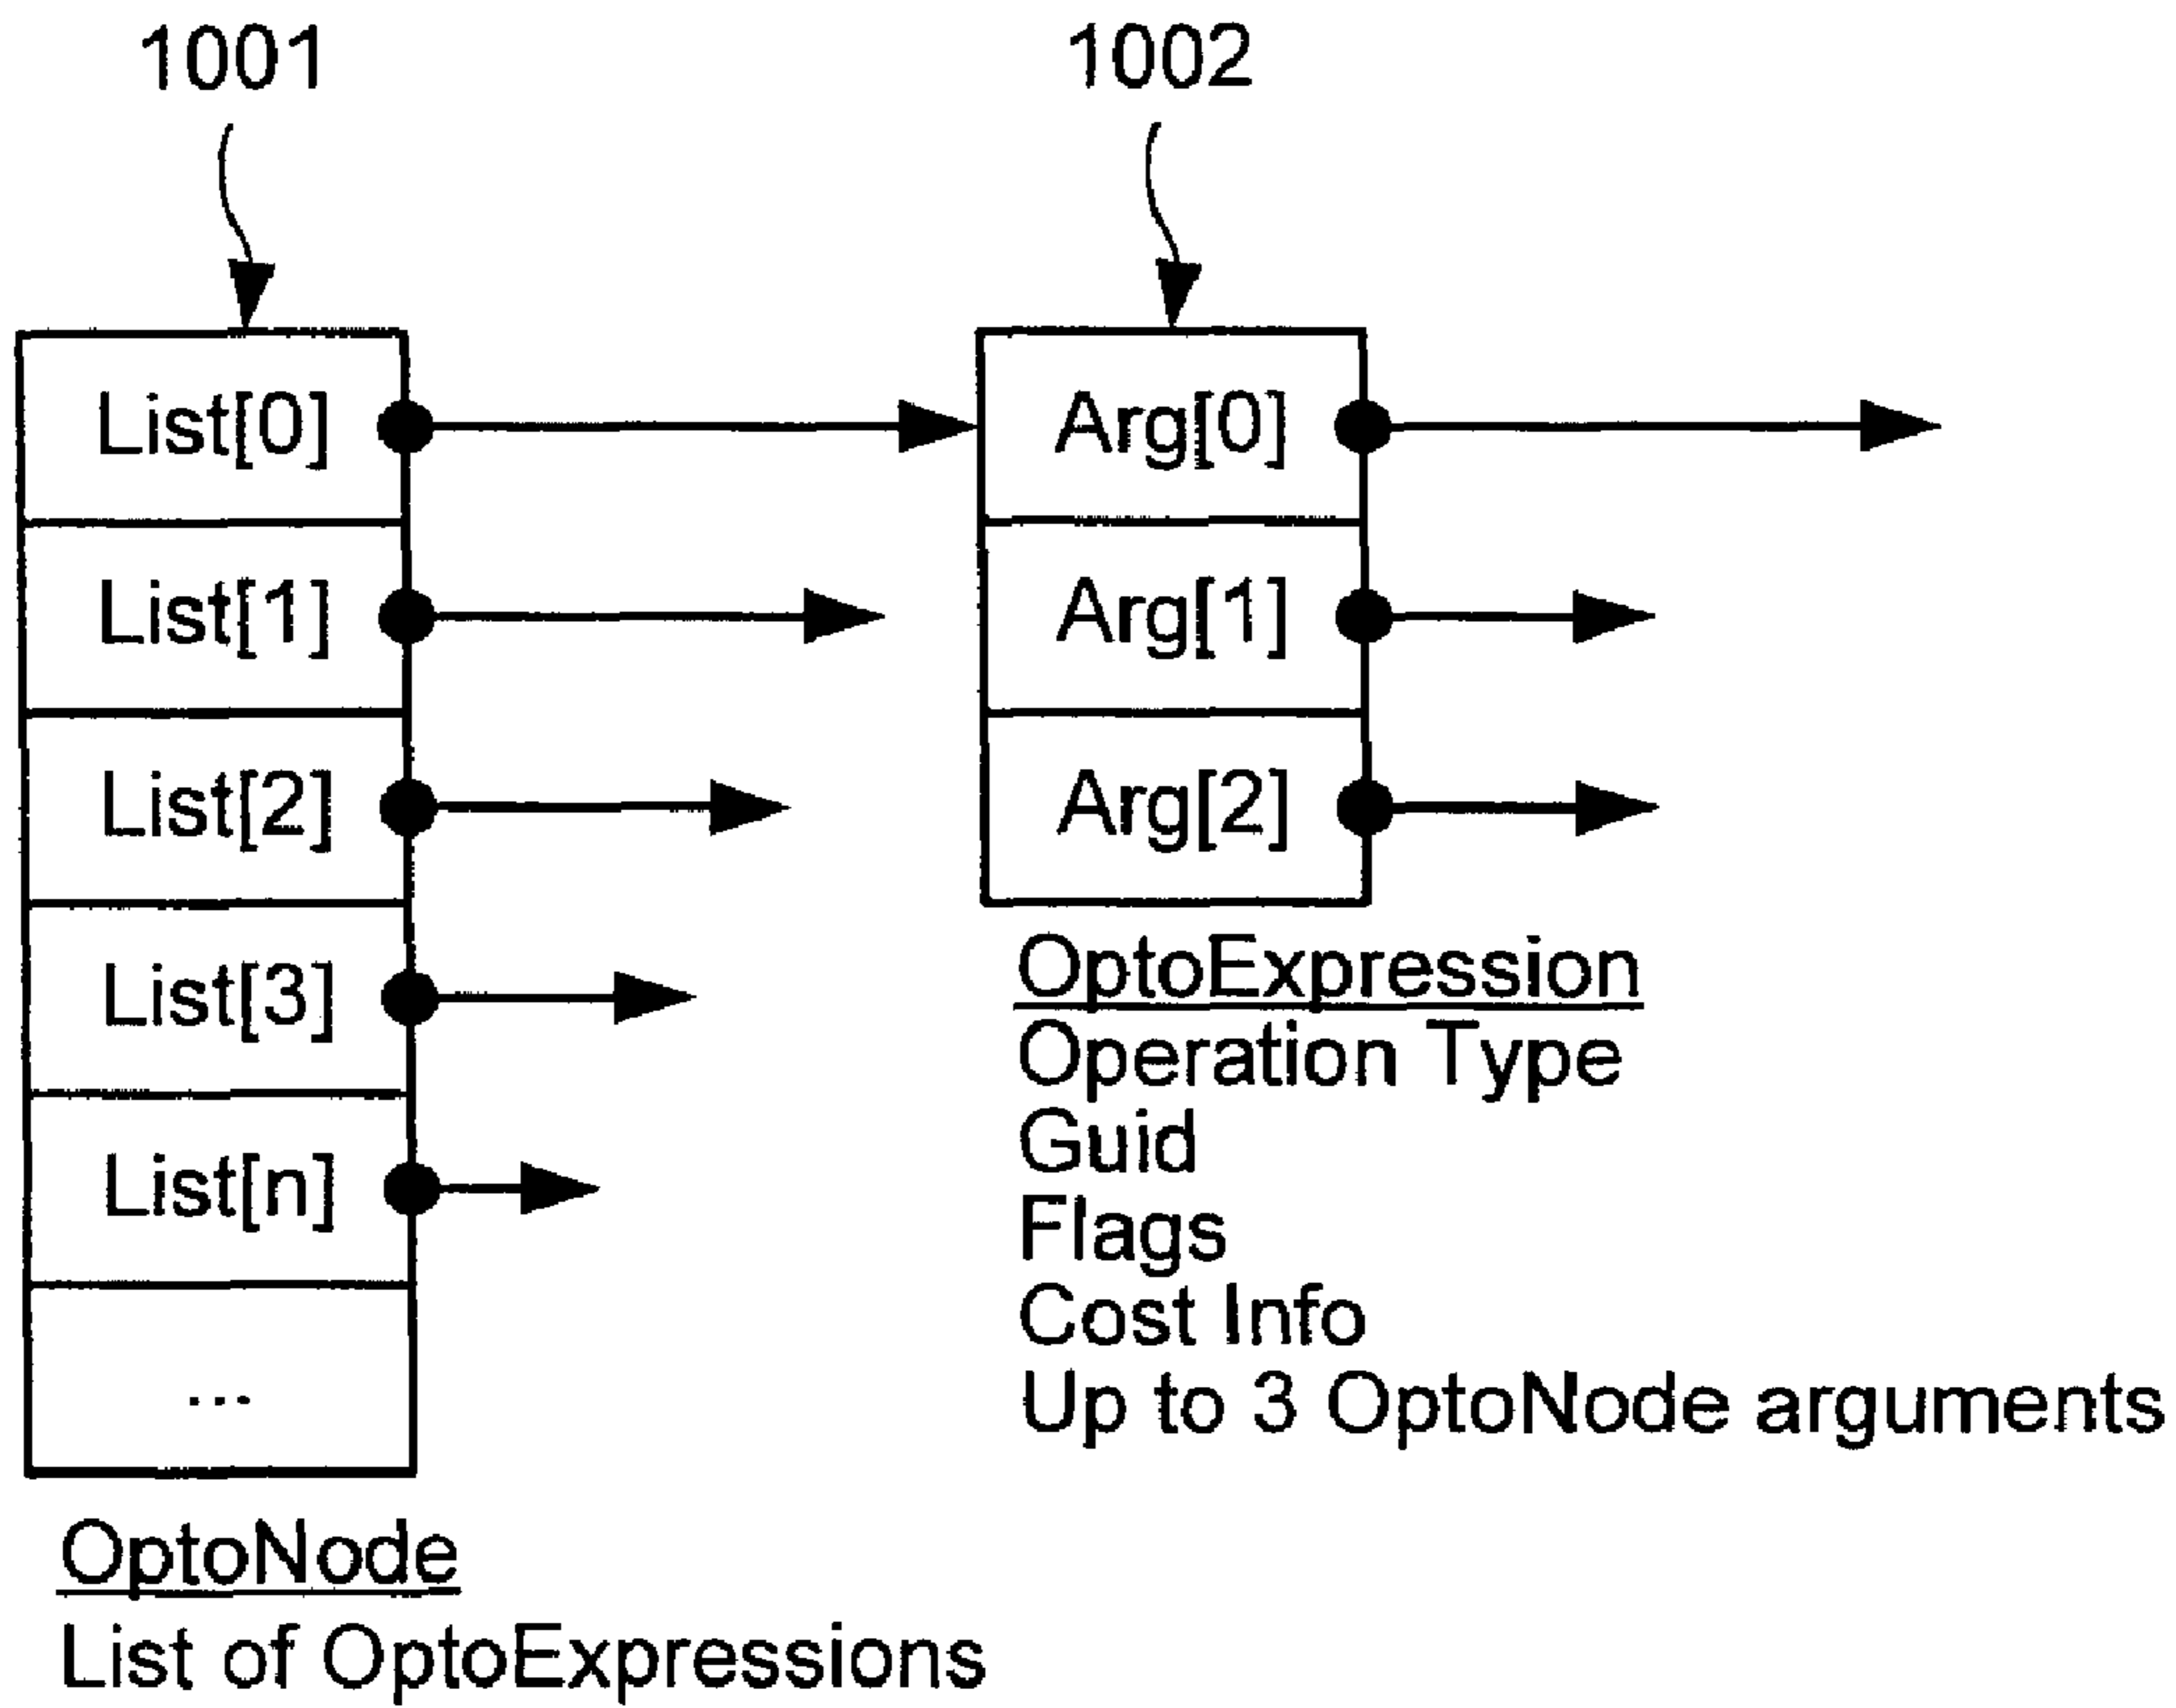 1001
1002
List[0]
List[1]
List[2]
List[3]
List[n]
...
Arg[0]
Arg[1]
Arg[2]
OptoExpression
Operation Type
Guid
Flags
Cost Info
Up to 3 OptoNode arguments
OptoNode
List of OptoExpressions